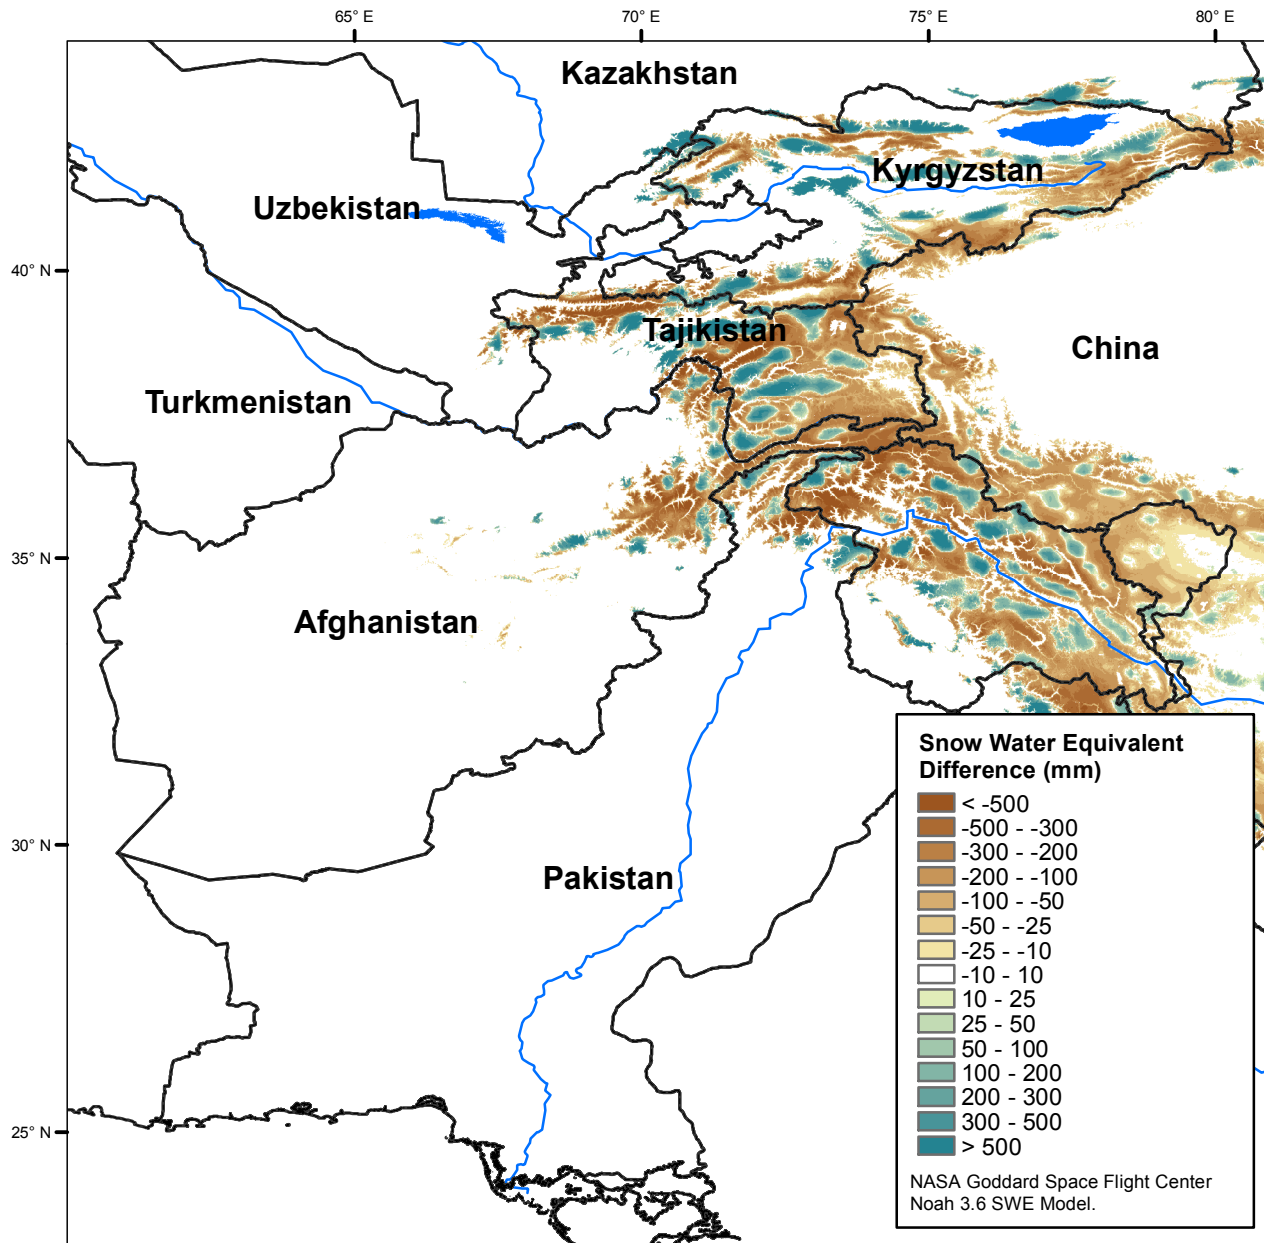 65° E
70° E
75° E
80° E
Kazakhstan
Kyrgyzstan
Uzbekistan
40° N
Tajikistan
China
Turkmenistan
35° N
Afghanistan
Snow Water Equivalent
Difference (mm)
< -500
-500 - -300
-300 - -200
-200 - -100
-100 - -50
-50 - -25
-25 - -10
-10 - 10
10 - 25
25 - 50
50 - 100
100 - 200
200 - 300
300 - 500
> 500
NASA Goddard Space Flight Center
Noah 3.6 SWE Model.
30° N
Pakistan
25° N